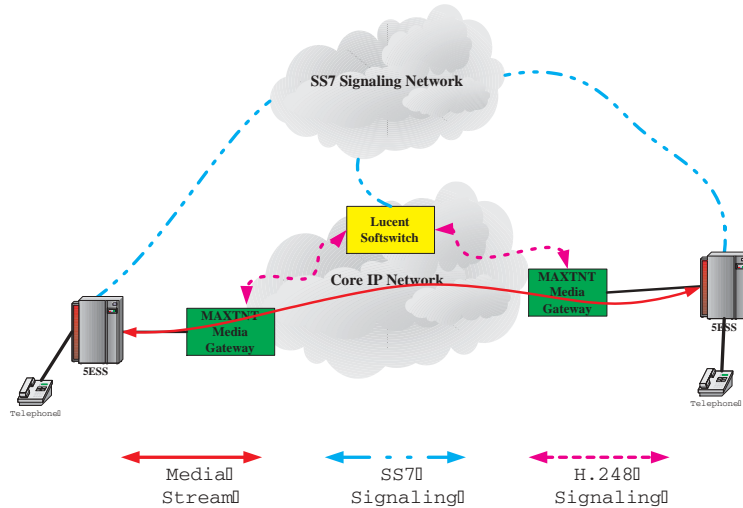 SS7 Signaling Network
Lucent
Softswitch
Core IP Network
MAXTNT
Media
Gateway
MAXTNT
Media
Gateway
5ESS
5ESS
Telephone▯
Telephone▯
Media▯
Stream▯
SS7▯
Signaling▯
H.248▯
Signaling▯